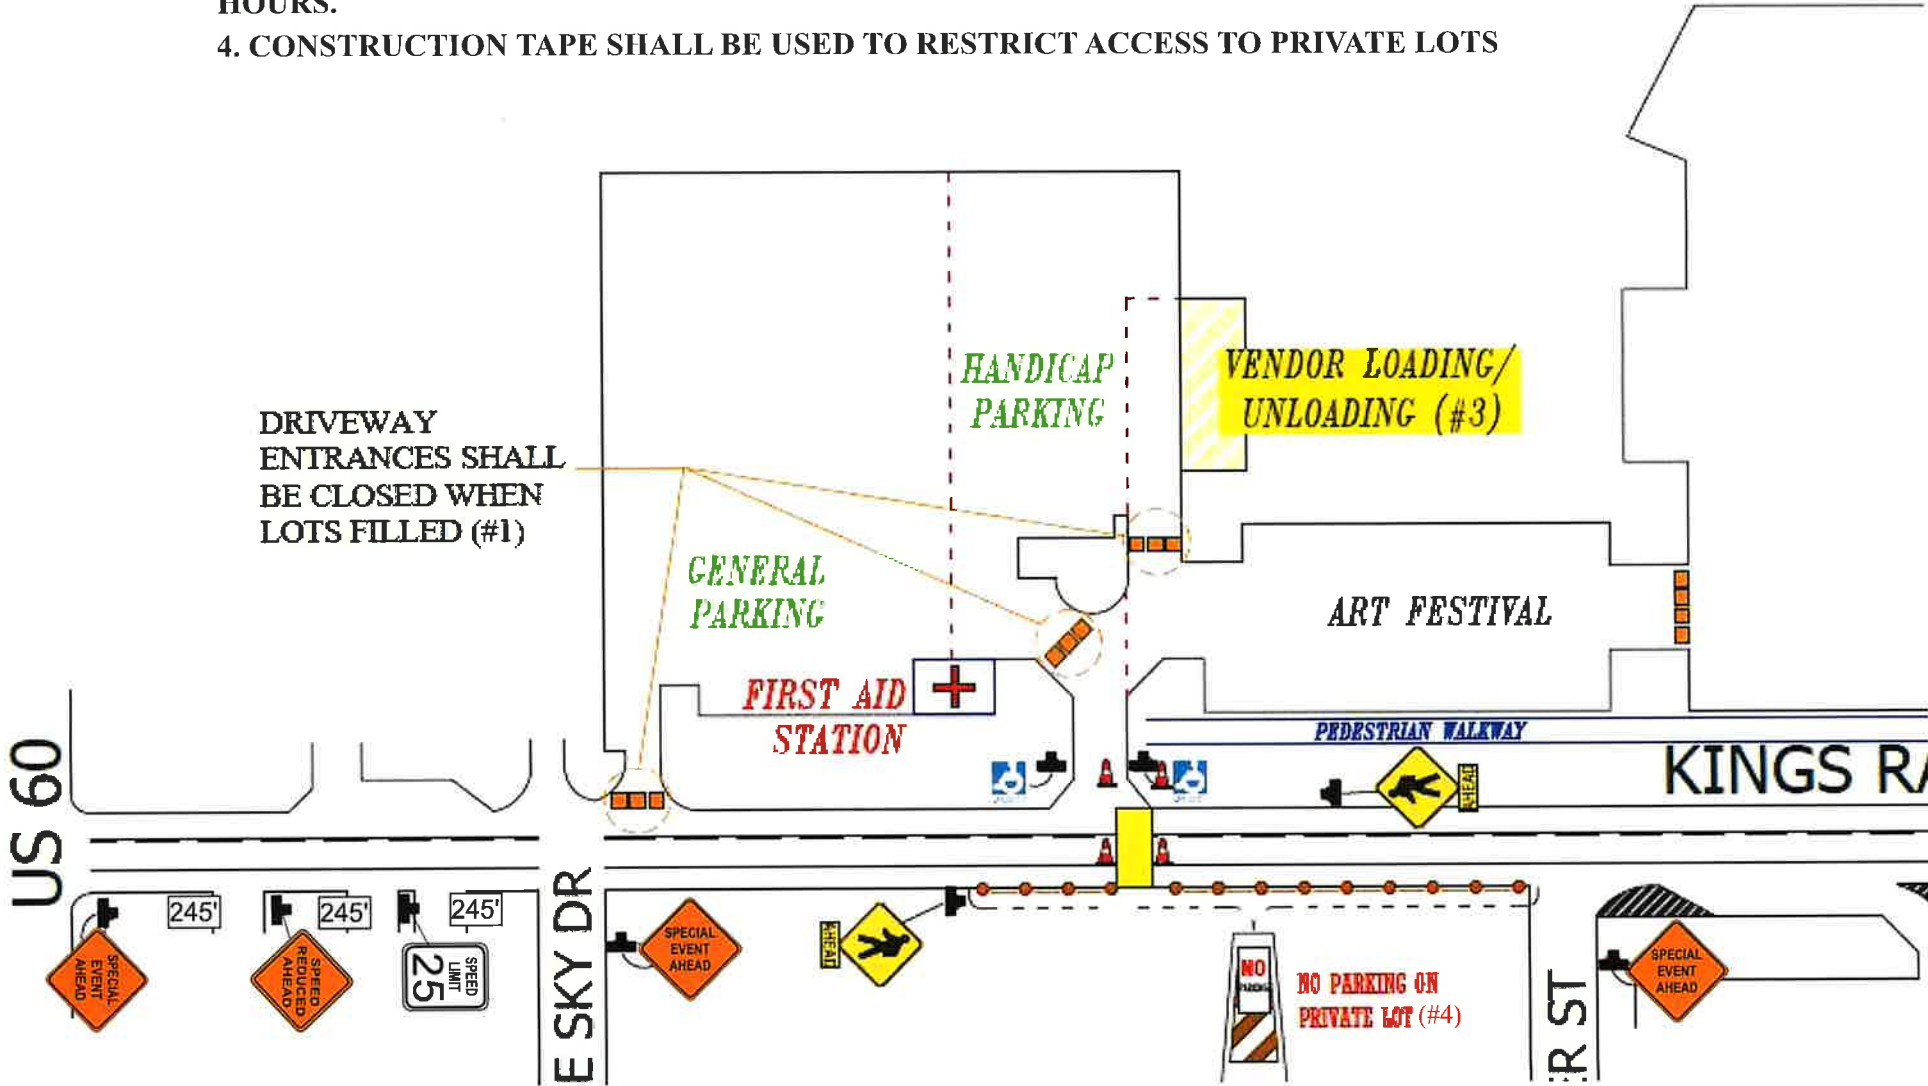 HOURS.
4. CONSTRUCTION TAPE SHALL BE USED TO RESTRICT ACCESS TO PRIVATE LOTS
HANDICAP
PARKING
VENDOR LOADING/
UNLOADING (#3)
DRIVEWAY
ENTRANCES SHALL
BE CLOSED WHEN
LOTS FILLED (#1)
GENERAL
PARKING
ART FESTIVAL
FIRST AID
STATION
PEDESTRIAN WALKWAY
KINGS RA
AHEAD
US 60
245'
245'
245'
SPECIAL
EVENT
AHEAD
SPEED
REDUCED
AHEAD
SPEED
LIMIT
25
E SKY DR
SPECIAL
EVENT
AHEAD
AHEAD
NO
NO PARKING ON
PRIVATE LOT (#4)
ER ST
SPECIAL
EVENT
AHEAD